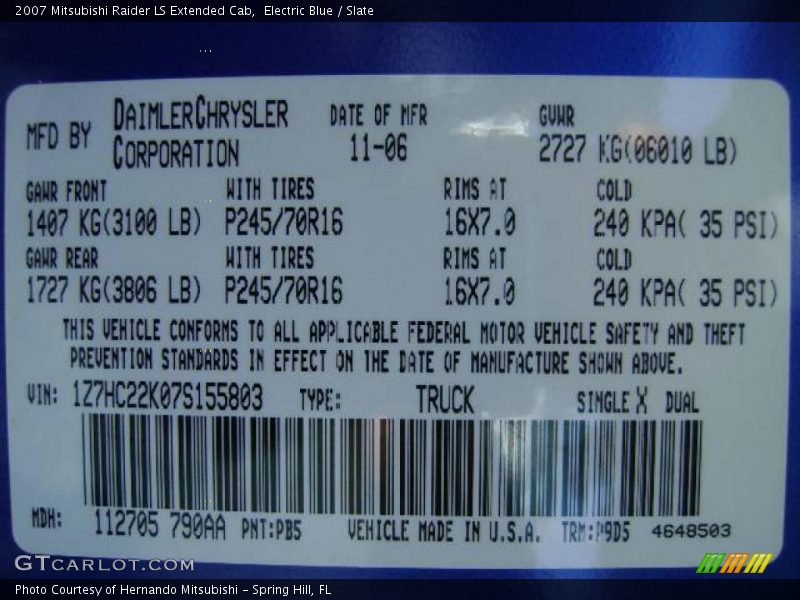 2007 Mitsubishi Raider LS Extended Cab,  Electric Blue / Slate
MFD BY DAIMLERCHRYSLER CORPORATION DATE OF MFR 11-06 GVWR 2727 KG(06010 LB)
GAWR FRONT WITH TIRES RIMS AT COLD
1407 KG(3100 LB) P245/70R16 16X7.0 240 KPA( 35 PSI)
GAWR REAR WITH TIRES RIMS AT COLD
1727 KG(3806 LB) P245/70R16 16X7.0 240 KPA( 35 PSI)
THIS VEHICLE CONFORMS TO ALL APPLICABLE FEDERAL MOTOR VEHICLE SAFETY AND THEFT
PREVENTION STANDARDS IN EFFECT ON THE DATE OF MANUFACTURE SHOWN ABOVE.
VIN: 1Z7HC22K07S155803 TYPE: TRUCK SINGLE X DUAL
MDH: 112705 790AA PNT:PB5 VEHICLE MADE IN U.S.A. TRM:P9D5 4648503
GTCARLOT.COM
Photo Courtesy of Hernando Mitsubishi - Spring Hill, FL